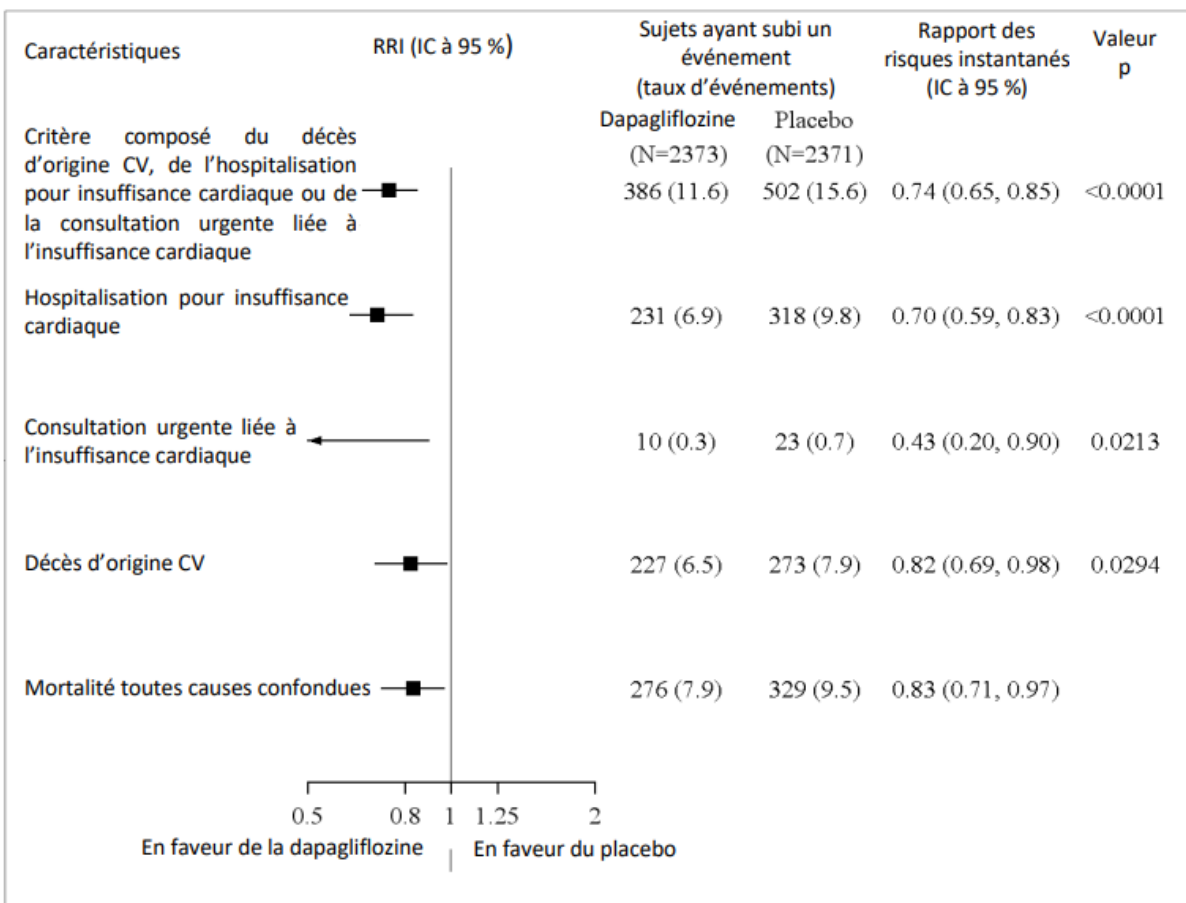 Caractéristiques
RRI (IC à 95 %)
Sujets ayant subi un
événement
(taux d'événements)
Rapport des
risques instantanés
(IC à 95 %)
Valeur
p
Dapagliflozine Placebo
(N=2373) (N=2371)
Critère composé du décès
d'origine CV, de l'hospitalisation
pour insuffisance cardiaque ou de
la consultation urgente liée à
l'insuffisance cardiaque
386 (11.6) 502 (15.6) 0.74 (0.65, 0.85) <0.0001
Hospitalisation pour insuffisance
cardiaque
231 (6.9) 318 (9.8) 0.70 (0.59, 0.83) <0.0001
Consultation urgente liée à
l'insuffisance cardiaque
10 (0.3) 23 (0.7) 0.43 (0.20, 0.90) 0.0213
Décès d'origine CV
227 (6.5) 273 (7.9) 0.82 (0.69, 0.98) 0.0294
Mortalité toutes causes confondues
276 (7.9) 329 (9.5) 0.83 (0.71, 0.97)
0.5 0.8 1 1.25 2
En faveur de la dapagliflozine En faveur du placebo